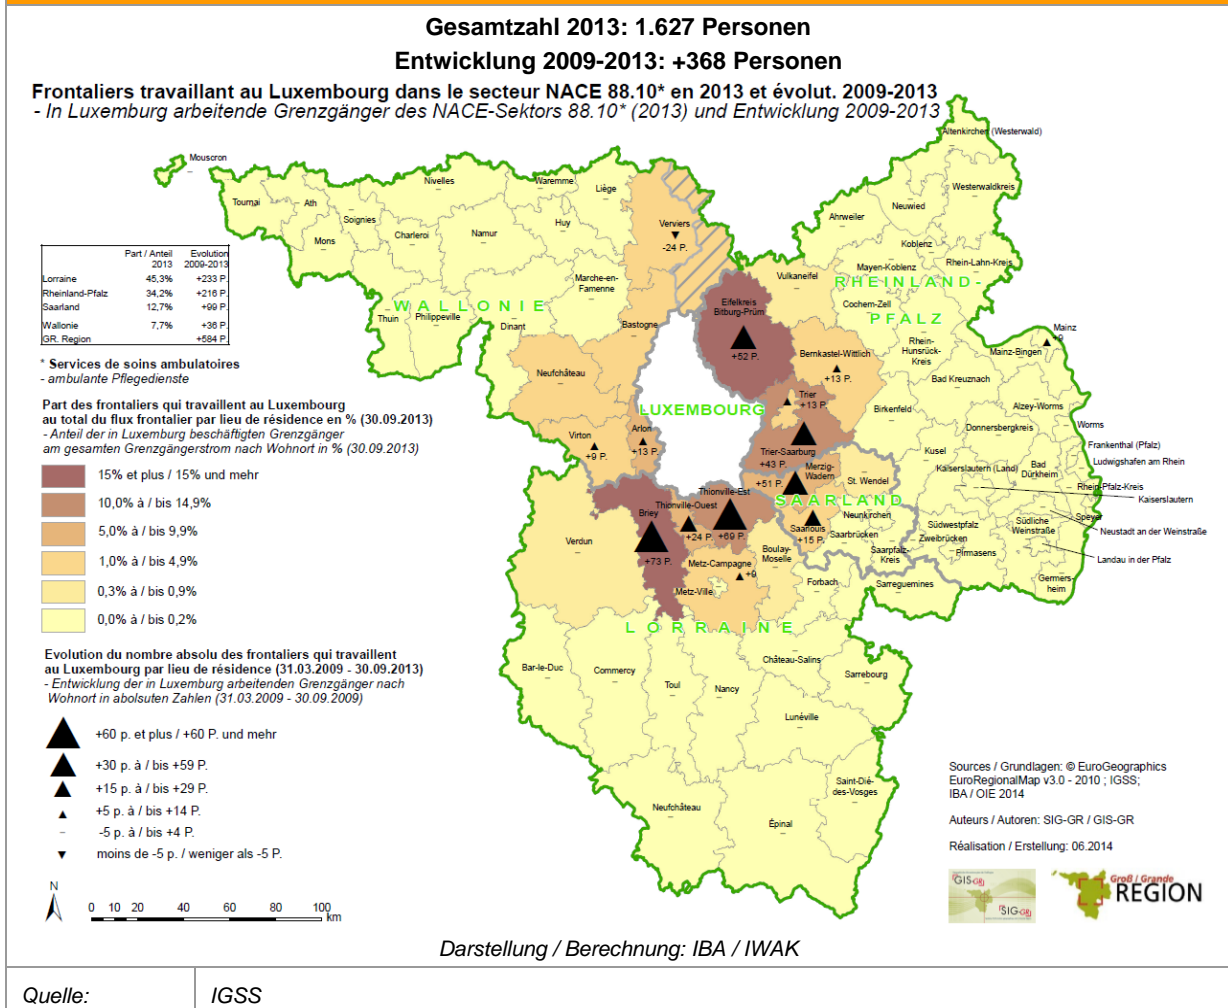 Gesamtzahl 2013: 1.627 Personen
Entwicklung 2009-2013: +368 Personen
Frontaliers travaillant au Luxembourg dans le secteur NACE 88.10* en 2013 et évolut. 2009-2013
- In Luxemburg arbeitende Grenzgänger des NACE-Sektors 88.10* (2013) und Entwicklung 2009-2013
Altenkirchen (Westerwald)
Mouscron
–
Tournai
–
Ath
–
Soignies
–
Mons
–
Nivelles
–
Charleroi
–
Namur
–
Waremme
–
Huy
–
Liège
–
Verviers
-24 P.
Marche-en-
Famenne
–
Thuin
–
Philippeville
–
Dinant
–
Bastogne
–
Neufchâteau
–
Virton
+9 P.
Arlon
+13 P.
WALLONIE
Part / Anteil Evolution
2013 2009-2013
Lorraine 45,3% +233 P.
Rheinland-Pfalz 34,2% +216 P.
Saarland 12,7% +99 P.
Wallonie 7,7% +36 P.
GR. Region +584 P.
* Services de soins ambulatoires
- ambulante Pflegedienste
Part des frontaliers qui travaillent au Luxembourg
au total du flux frontalier par lieu de résidence en % (30.09.2013)
- Anteil der in Luxemburg beschäftigten Grenzgänger
am gesamten Grenzgängerstrom nach Wohnort in % (30.09.2013)
15% et plus / 15% und mehr
10,0% à / bis 14,9%
5,0% à / bis 9,9%
1,0% à / bis 4,9%
0,3% à / bis 0,9%
0,0% à / bis 0,2%
Evolution du nombre absolu des frontaliers qui travaillent
au Luxembourg par lieu de résidence (31.03.2009 - 30.09.2013)
- Entwicklung der in Luxemburg arbeitenden Grenzgänger nach
Wohnort in abolsuten Zahlen (31.03.2009 - 30.09.2009)
+60 p. et plus / +60 P. und mehr
+30 p. à / bis +59 P.
+15 p. à / bis +29 P.
+5 p. à / bis +14 P.
-5 p. à / bis +4 P.
moins de -5 p. / weniger als -5 P.
N
0 10 20 40 60 80 100
km
Westerwaldkreis
–
Neuwied
–
Ahrweiler
–
Koblenz
–
Mayen-Koblenz
Rhein-Lahn-Kreis
–
Vulkaneifel
–
RHEINLAND-
PFALZ
Cochem-Zell
–
Eifelkreis
Bitburg-Prüm
+52 P.
Bernkastel-Wittlich
+13 P.
Rhein-
Hunsrück-
Kreis
–
Mainz
+9
Mainz-Bingen
–
Bad Kreuznach
–
Trier
+13 P.
LUXEMBOURG
Birkenfeld
–
Alzey-Worms
–
Donnersbergkreis
–
Worms
Frankenthal (Pfalz)
Ludwigshafen am Rhein
Trier-Saarburg
+43 P.
Kusel
–
Kaiserslautern (Land)
Bad
Dürkheim
–
Rhein-Pfalz-Kreis
Kaiserslautern
Merzig-
Wadern
+51 P.
St. Wendel
–
SAARLAND
Saarlouis
+15 P.
Neunkirchen
–
Saarbrücken
–
Saarpfalz-
Kreis
–
Speyer
Südwestpfalz
Zweibrücken
–
Pirmasens
–
Südliche
Weinstraße
Neustadt an der Weinstraße
Landau in der Pfalz
Germers-
heim
–
Verdun
–
Briey
+73 P.
Thionville-Ouest
+24 P.
Thionville-Est
+69 P.
Metz-Campagne
+9
Metz-Ville
Boulay-
Moselle
–
Forbach
–
Sarreguemines
–
LORRAINE
Bar-le-Duc
–
Commercy
–
Toul
–
Nancy
–
Château-Salins
–
Sarrebourg
–
Lunéville
–
Saint-Dié-
des-Vosges
–
Neufchâteau
–
Épinal
–
Sources / Grundlagen: © EuroGeographics
EuroRegionalMap v3.0 - 2010 ; IGSS;
IBA / OIE 2014
Auteurs / Autoren: SIG-GR / GIS-GR
Réalisation / Erstellung: 06.2014
GIS-GR
SIG-GR
Groß / Grande
REGION
Darstellung / Berechnung: IBA / IWAK
Quelle: IGSS